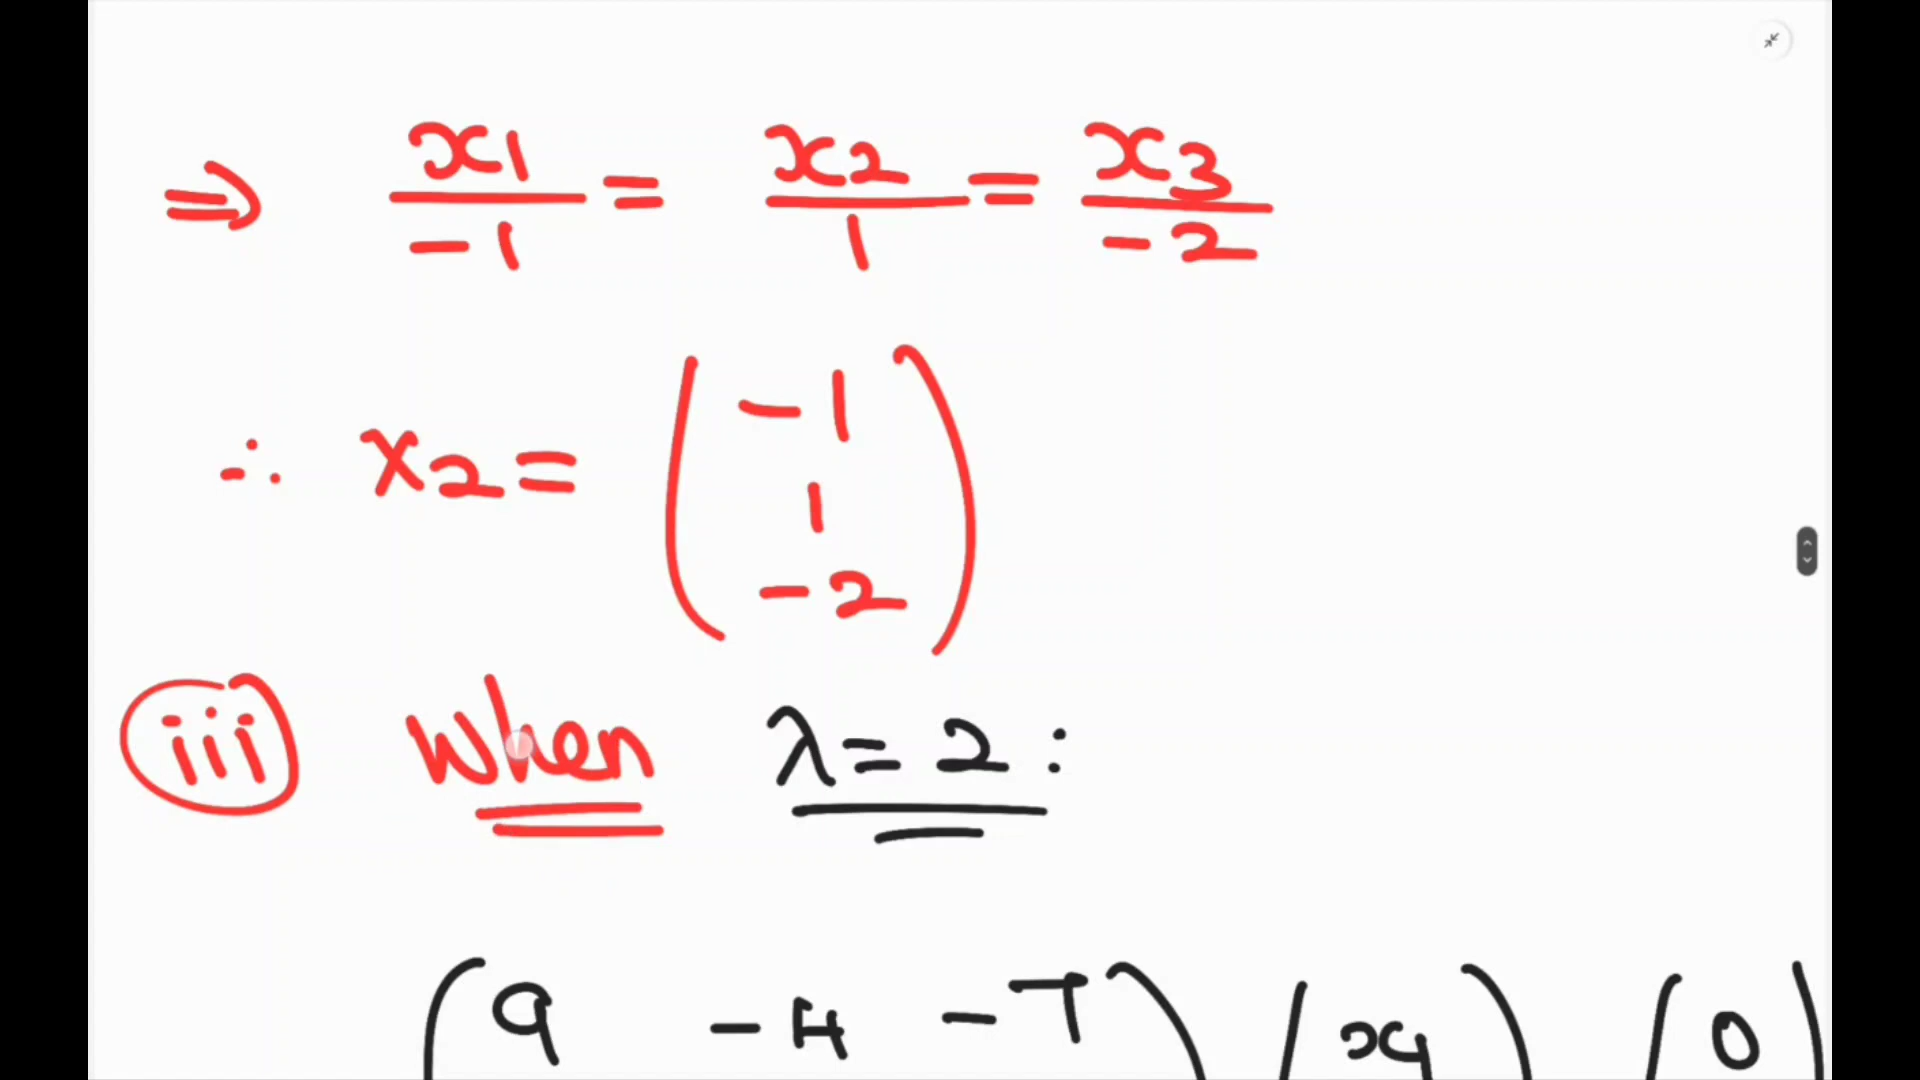 ⇒ x1/-1 = x2/1 = x3/-2
∴ x2 = (-1
1
-2)
iii When λ = 2 :
(9 -4 -7) (x1) (0)